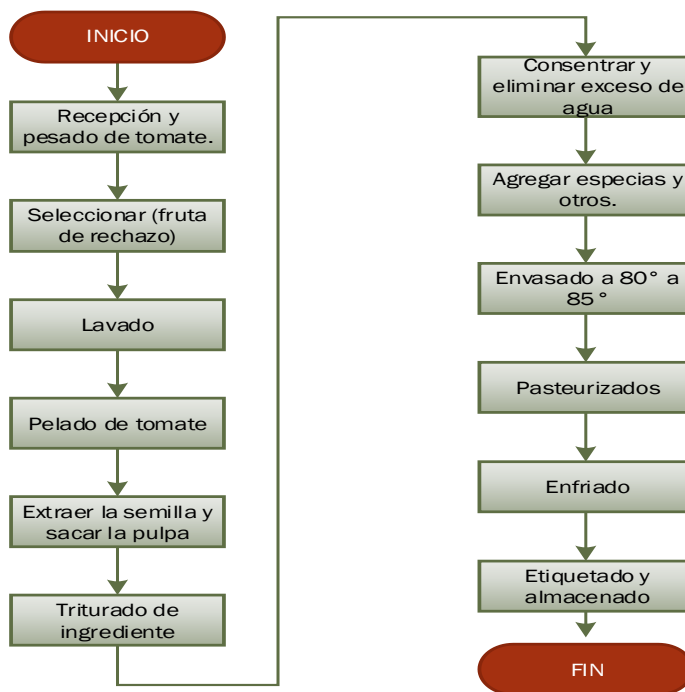 INICIO
Recepción y
pesado de tomate.
Seleccionar (fruta
de rechazo)
Lavado
Pelado de tomate
Extraer la semilla y
sacar la pulpa
Triturado de
ingrediente
Consentrar y
eliminar exceso de
agua
Agregar especias y
otros.
Envasado a 80° a
85°
Pasteurizados
Enfriado
Etiquetado y
almacenado
FIN